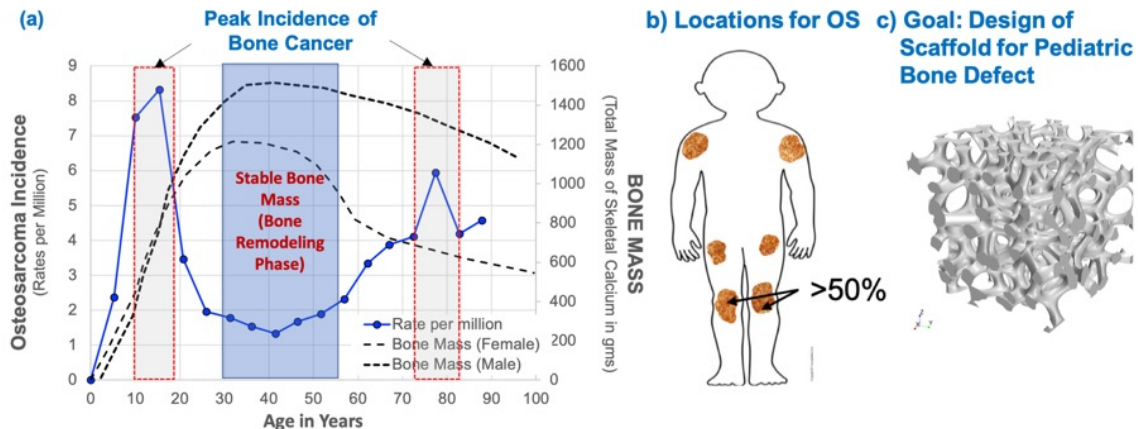 (a)
Peak Incidence of
Bone Cancer
Osteosarcoma Incidence
(Rates per Million)
9
8
7
6
5
4
3
2
1
0
Stable Bone
Mass
(Bone
Remodeling
Phase)
Rate per million
Bone Mass (Female)
Bone Mass (Male)
0 10 20 30 40 50 60 70 80 90 100
Age in Years
1600
1400
1200
1000
800
600
400
200
0
BONE MASS
(Total Mass of Skeletal Calcium in gms)
b) Locations for OS
>50%
c) Goal: Design of
Scaffold for Pediatric
Bone Defect